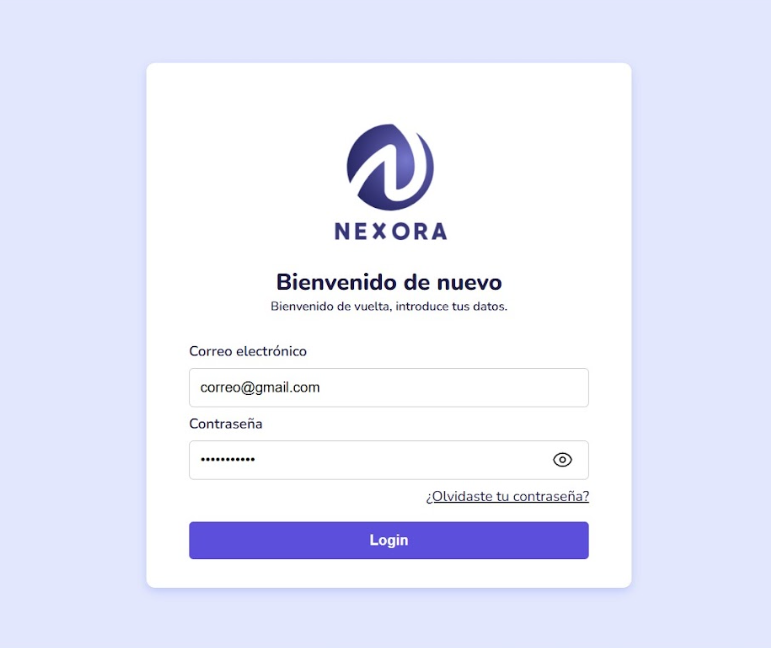 NEXORA
Bienvenido de nuevo
Bienvenido de vuelta, introduce tus datos.
Correo electrónico
correo@gmail.com
Contraseña
•••••••••••
¿Olvidaste tu contraseña?
Login